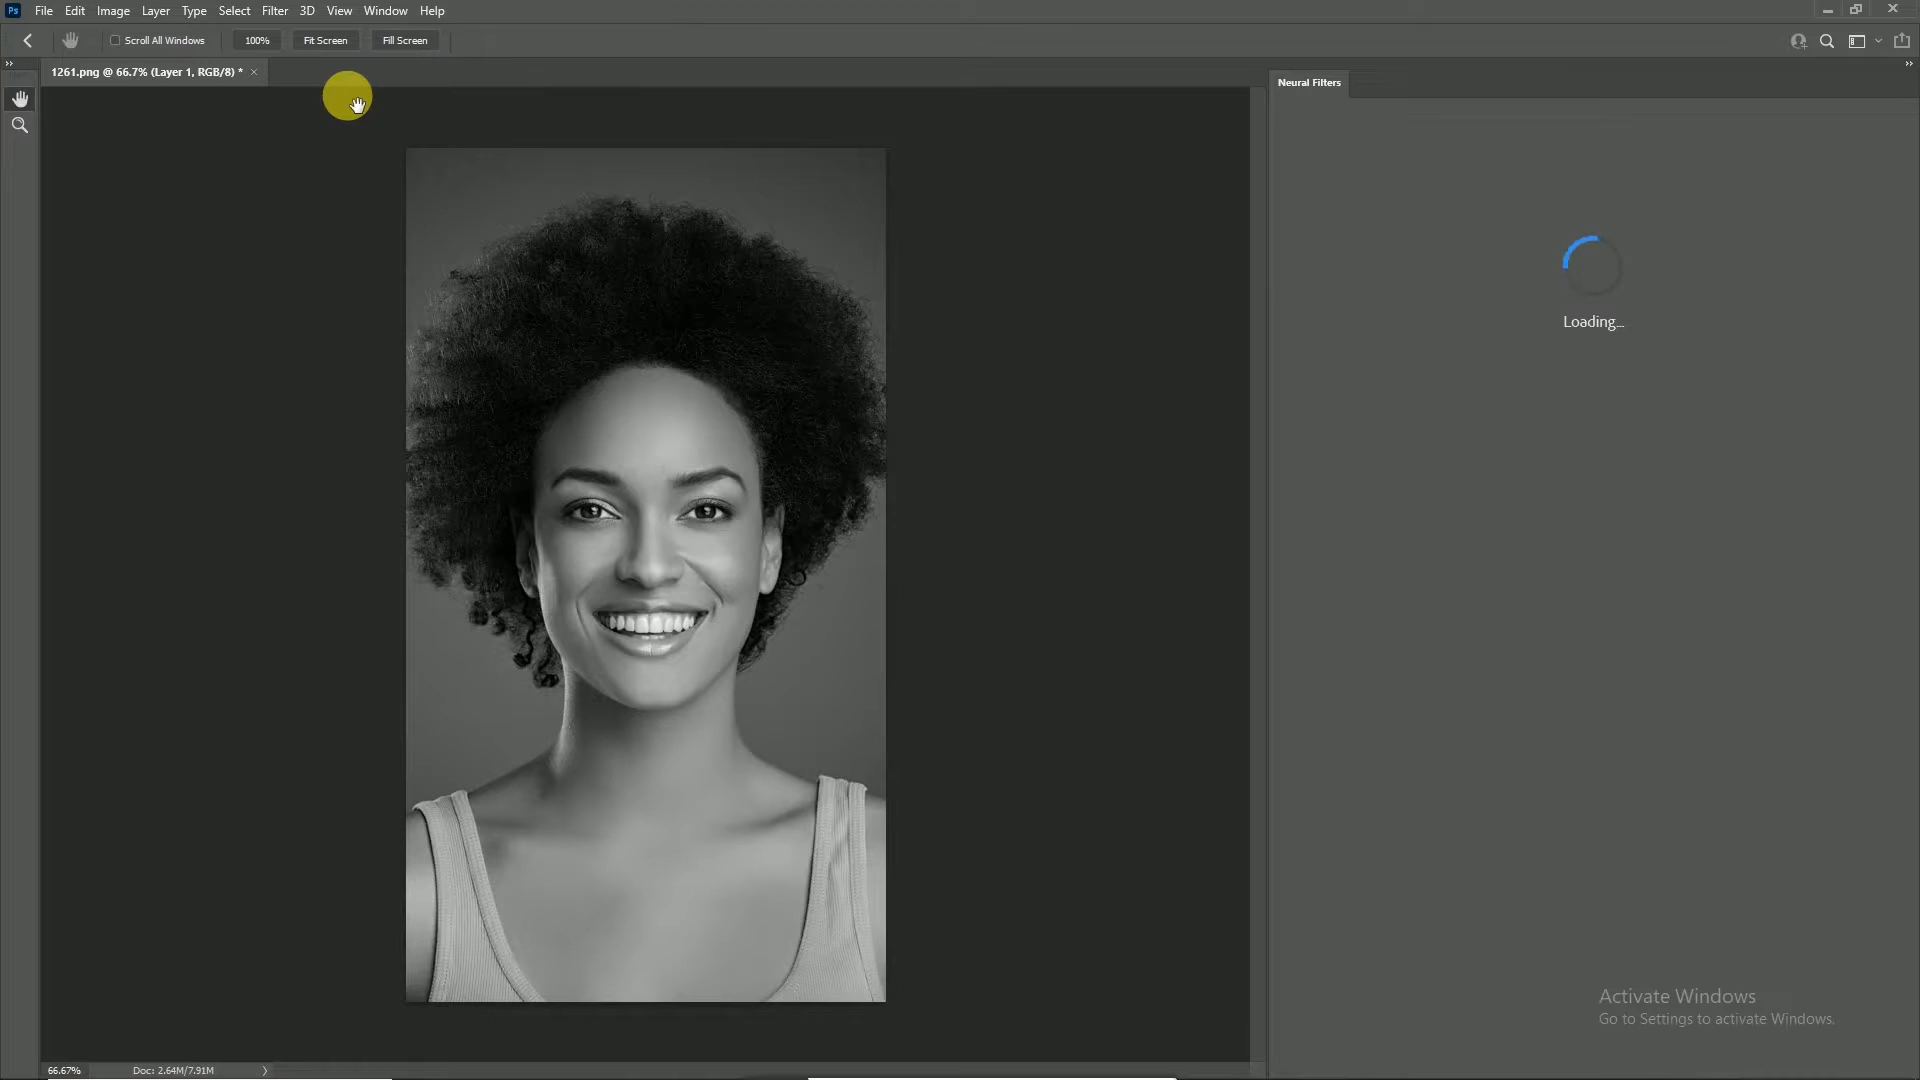 Ps File Edit Image Layer Type Select Filter 3D View Window Help
Scroll All Windows 100% Fit Screen Fill Screen
1261.png @ 66.7% (Layer 1, RGB/8) *
Neural Filters
Loading...
Activate Windows
Go to Settings to activate Windows.
66.67% Doc: 2.64M/7.91M